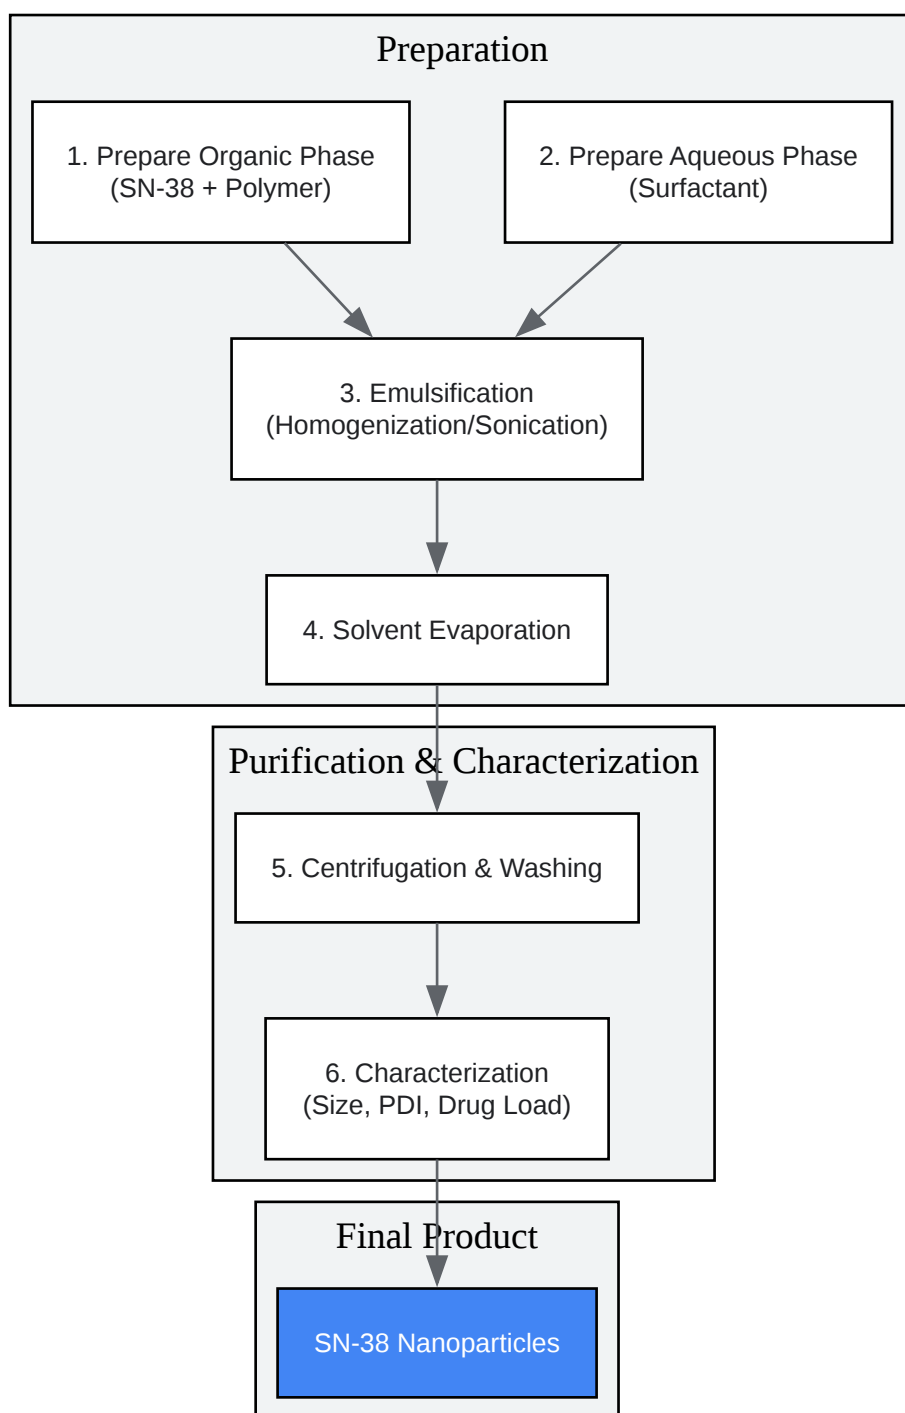 Preparation
1. Prepare Organic Phase
(SN-38 + Polymer)
2. Prepare Aqueous Phase
(Surfactant)
3. Emulsification
(Homogenization/Sonication)
4. Solvent Evaporation
Purification & Characterization
5. Centrifugation & Washing
6. Characterization
(Size, PDI, Drug Load)
Final Product
SN-38 Nanoparticles